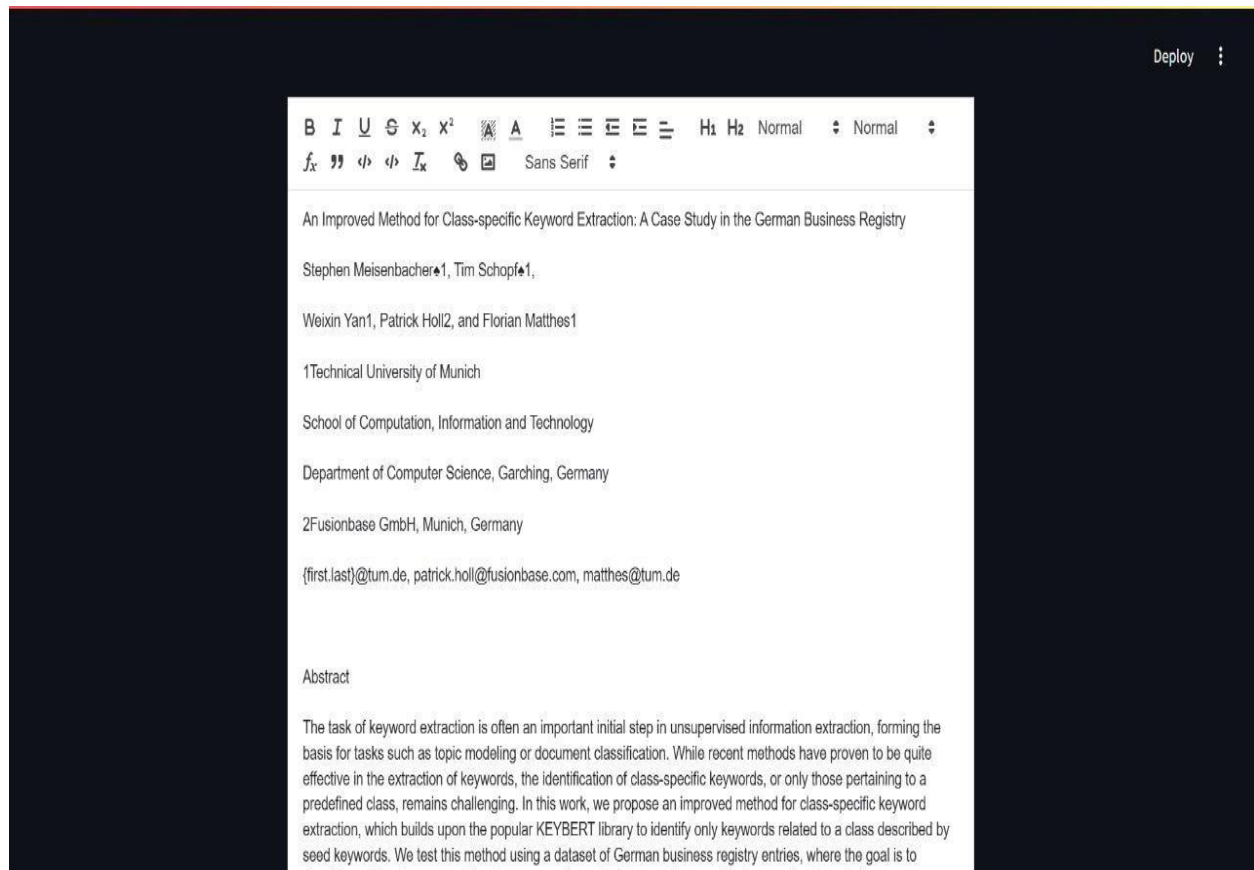 Deploy
B I U S X₂ X² A A H₁ H₂ Normal Normal
fx Sans Serif
An Improved Method for Class-specific Keyword Extraction: A Case Study in the German Business Registry
Stephen Meisenbacher♠1, Tim Schopf♠1,
Weixin Yan1, Patrick Holl2, and Florian Matthes1
1Technical University of Munich
School of Computation, Information and Technology
Department of Computer Science, Garching, Germany
2Fusionbase GmbH, Munich, Germany
{first.last}@tum.de, patrick.holl@fusionbase.com, matthes@tum.de
Abstract
The task of keyword extraction is often an important initial step in unsupervised information extraction, forming the
basis for tasks such as topic modeling or document classification. While recent methods have proven to be quite
effective in the extraction of keywords, the identification of class-specific keywords, or only those pertaining to a
predefined class, remains challenging. In this work, we propose an improved method for class-specific keyword
extraction, which builds upon the popular KEYBERT library to identify only keywords related to a class described by
seed keywords. We test this method using a dataset of German business registry entries, where the goal is to